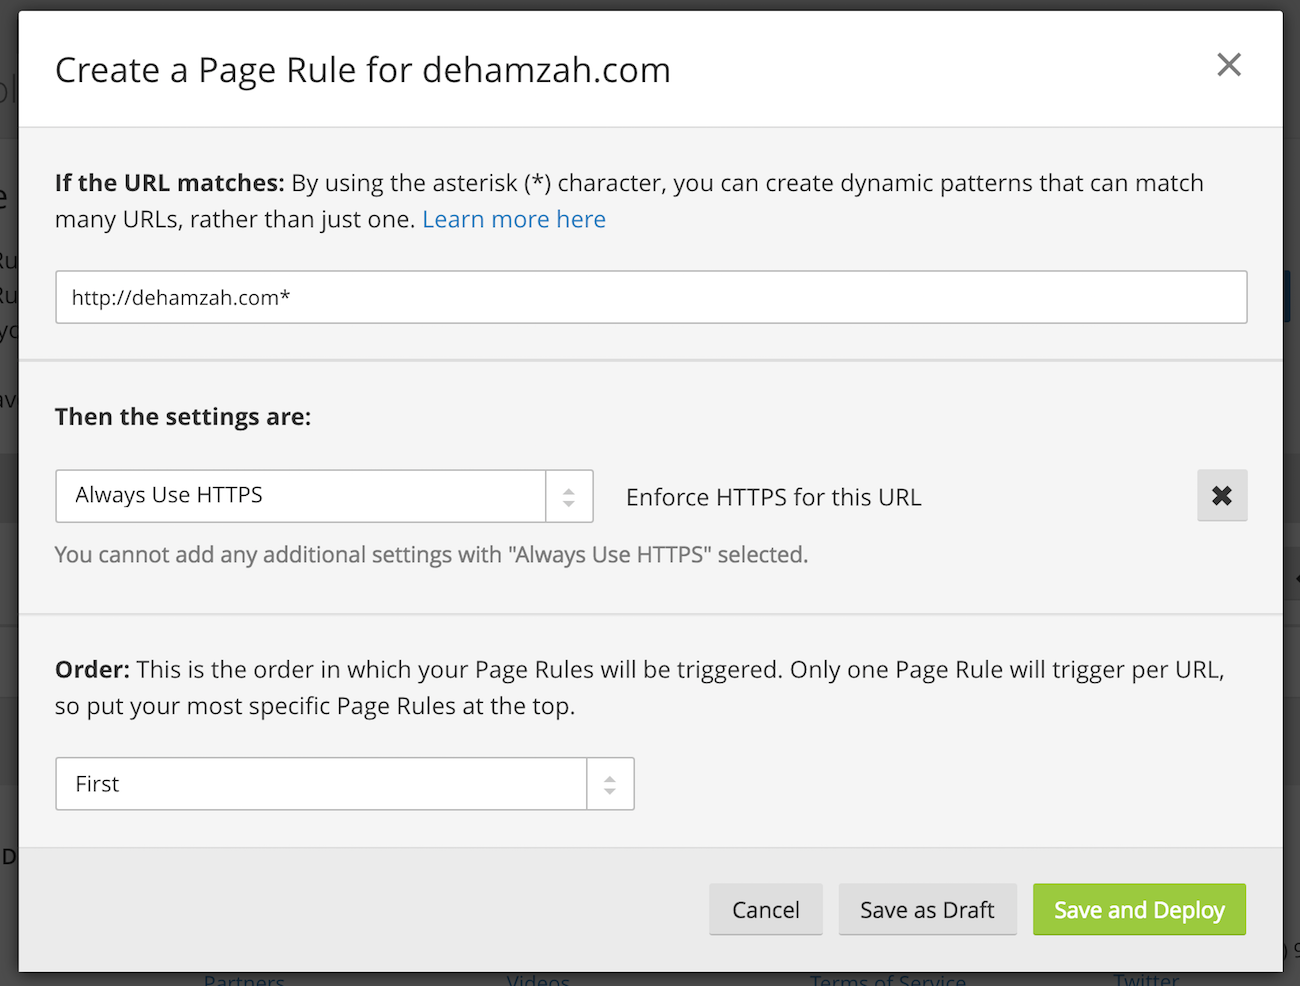 Create a Page Rule for dehamzah.com
If the URL matches: By using the asterisk (*) character, you can create dynamic patterns that can match
many URLs, rather than just one. Learn more here
http://dehamzah.com*
Then the settings are:
Always Use HTTPS
Enforce HTTPS for this URL
You cannot add any additional settings with "Always Use HTTPS" selected.
Order: This is the order in which your Page Rules will be triggered. Only one Page Rule will trigger per URL,
so put your most specific Page Rules at the top.
First
Cancel
Save as Draft
Save and Deploy
Partners
Videos
Terms of Service
Twitter